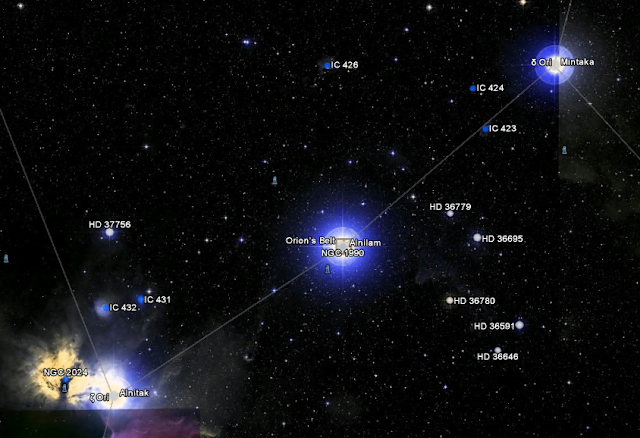 IC 426
δ Ori Mintaka
IC 424
IC 423
HD 36779
HD 37756
HD 36695
Orion's Belt Alnilam
NGC 1990
IC 431
HD 36780
IC 432
HD 36591
HD 36646
NGC 2024
ζ Ori Alnitak